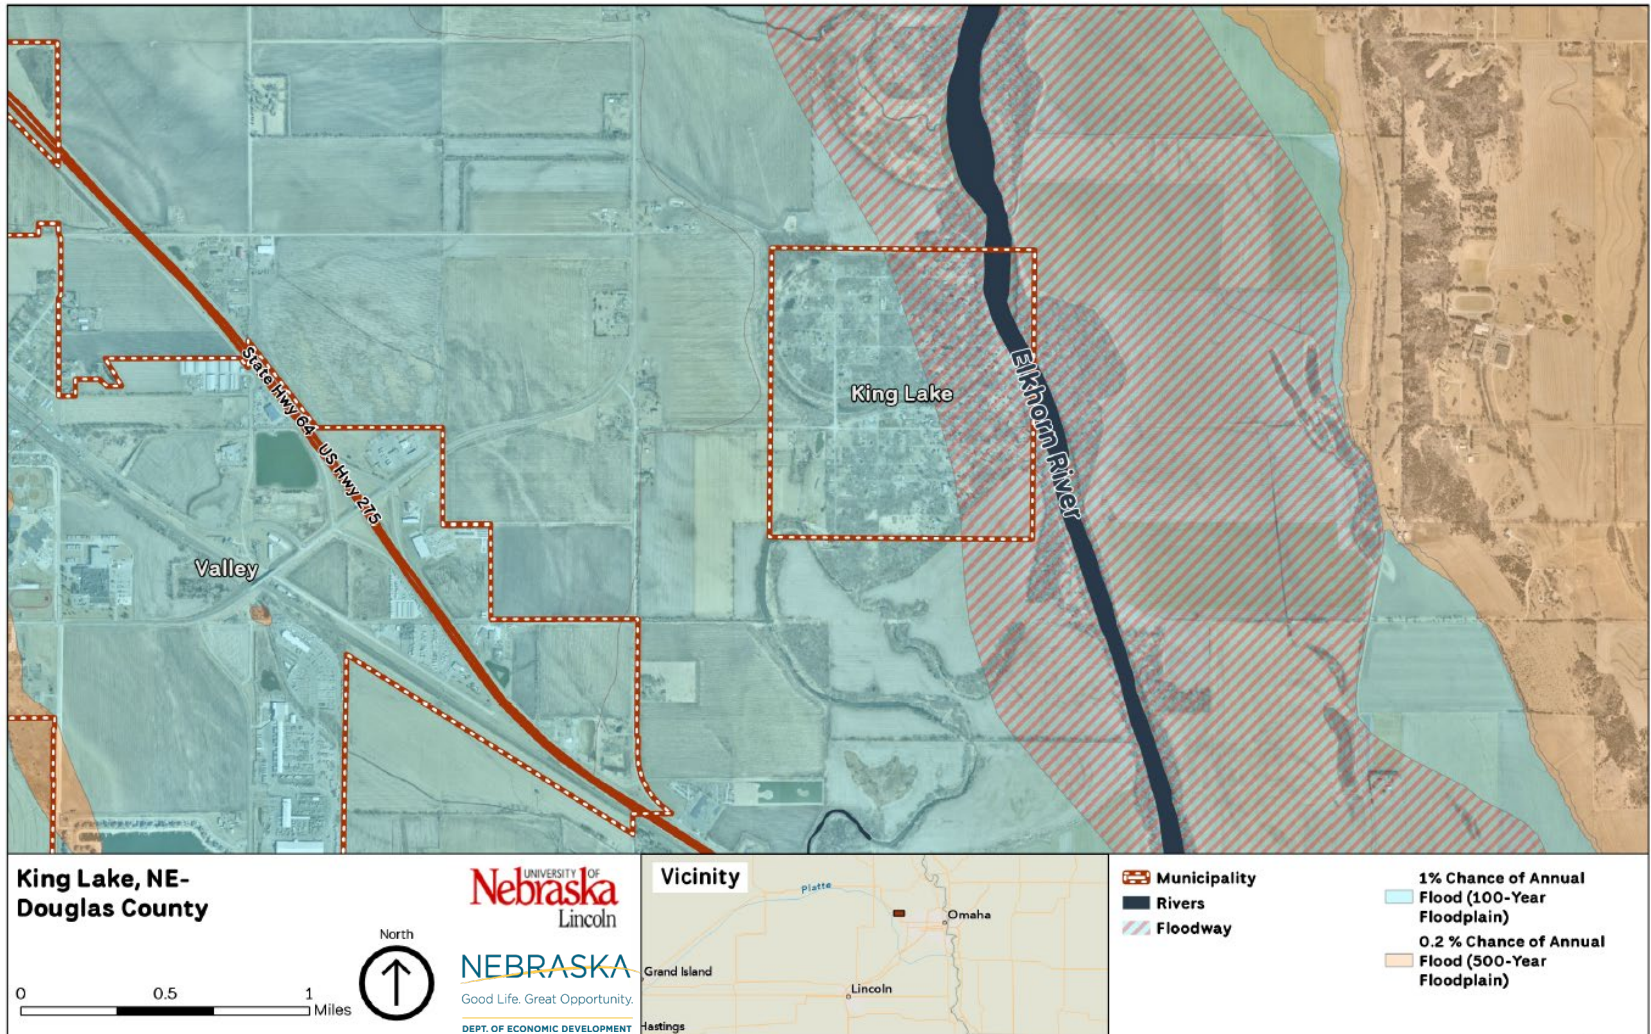 King Lake
Elkhorn River
State Hwy 64
US Hwy 275
Valley
King Lake, NE-
Douglas County
North
0 0.5 1
Miles
UNIVERSITY OF
Nebraska
Lincoln
NEBRASKA
Good Life. Great Opportunity.
DEPT. OF ECONOMIC DEVELOPMENT
Vicinity
Platte
Omaha
Grand Island
Lincoln
Hastings
Municipality
Rivers
Floodway
1% Chance of Annual
Flood (100-Year
Floodplain)
0.2 % Chance of Annual
Flood (500-Year
Floodplain)